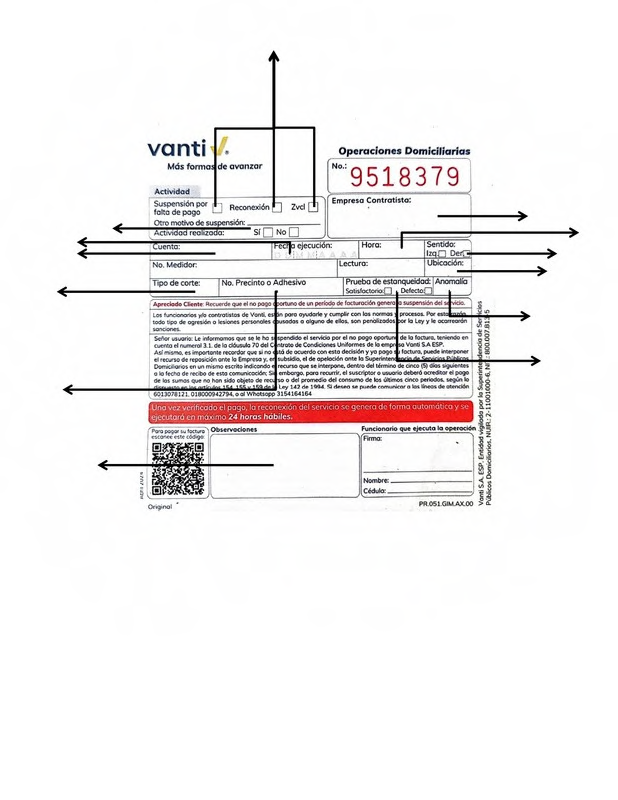 vanti
Más formas de avanzar
Operaciones Domiciliarias
No.: 9518379
Actividad
Suspensión por falta de pago
Reconexión
Zvcl
Otro motivo de suspensión:
Actividad realizada: Sí No
Empresa Contratista:
Cuenta:
Fecha ejecución:
D D M M A A A A
Hora:
Sentido:
Izq. Der.
No. Medidor:
Lectura:
Ubicación:
Tipo de corte:
No. Precinto o Adhesivo
Prueba de estanqueidad:
Satisfactorio Defecto
Anomalía
Apreciado Cliente: Recuerde que el no pago oportuno de un período de facturación genera la suspensión del servicio.
Los funcionarios y/o contratistas de Vanti, están para ayudarle y cumplir con las normas y procesos. Por esta razón
todo tipo de agresión o lesiones personales causadas a alguno de ellos, son penalizados por la Ley y le acarrearán
sanciones.
Señor usuario: Le informamos que se le ha suspendido el servicio por el no pago oportuno de la factura, teniendo en
cuenta el numeral 3.1. de la cláusula 70 del Contrato de Condiciones Uniformes de la empresa Vanti S.A ESP.
Así mismo, es importante recordar que si no está de acuerdo con esta decisión y ya pago su factura, puede interponer
el recurso de reposición ante la Empresa y, en subsidio, el de apelación ante la Superintendencia de Servicios Públicos
Domiciliarios en un mismo escrito indicando el recurso que se interpone, dentro del término de cinco (5) días siguientes
a la fecha de recibo de esta comunicación; Sin embargo, para recurrir, el suscriptor o usuario deberá acreditar el pago
de las sumas que no han sido objeto de recurso o del promedio del consumo de los últimos cinco periodos, según lo
dispuesto en los artículos 154, 155 y 159 de la Ley 142 de 1994. Si desea se puede comunicar a las líneas de atención
6013078121, 018000942794, o al Whatsapp 3154164164
Una vez verificado el pago, la reconexión del servicio se genera de forma automática y se
ejecutará en máximo 24 horas hábiles.
Para pagar su factura
escanee este código:
Observaciones
Funcionario que ejecuta la operación
Firma:
Nombre:
Cédula:
Original
PR.051.GIM.AX.00
Vanti S.A. ESP. Entidad vigilada por la Superintendencia de Servicios
Públicos Domiciliarios, NUIR.: 2-11001000-6,